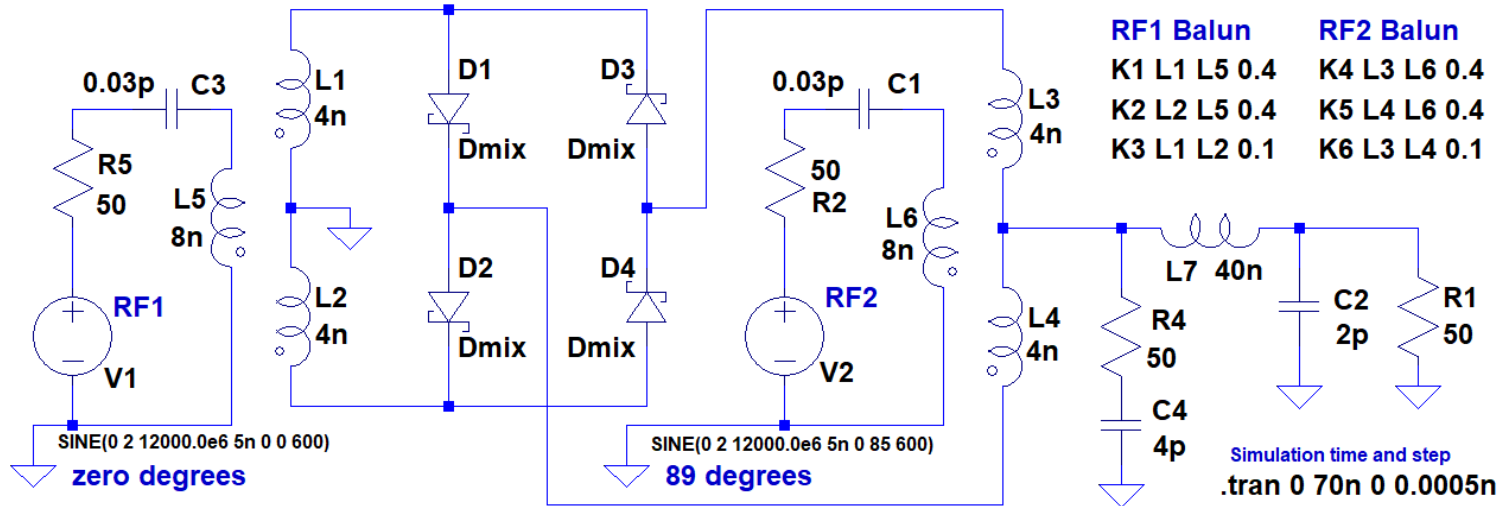 0.03p C3
R5
50
L5
8n
RF1
V1
SINE(0 2 12000.0e6 5n 0 0 600)
zero degrees
L1
4n
L2
4n
D1
Dmix
D3
Dmix
D2
Dmix
D4
Dmix
0.03p C1
50
R2
L6
8n
RF2
V2
SINE(0 2 12000.0e6 5n 0 85 600)
89 degrees
L3
4n
L4
4n
L7 40n
R4
50
C4
4p
C2
2p
R1
50
RF1 Balun
K1 L1 L5 0.4
K2 L2 L5 0.4
K3 L1 L2 0.1
RF2 Balun
K4 L3 L6 0.4
K5 L4 L6 0.4
K6 L3 L4 0.1
Simulation time and step
.tran 0 70n 0 0.0005n